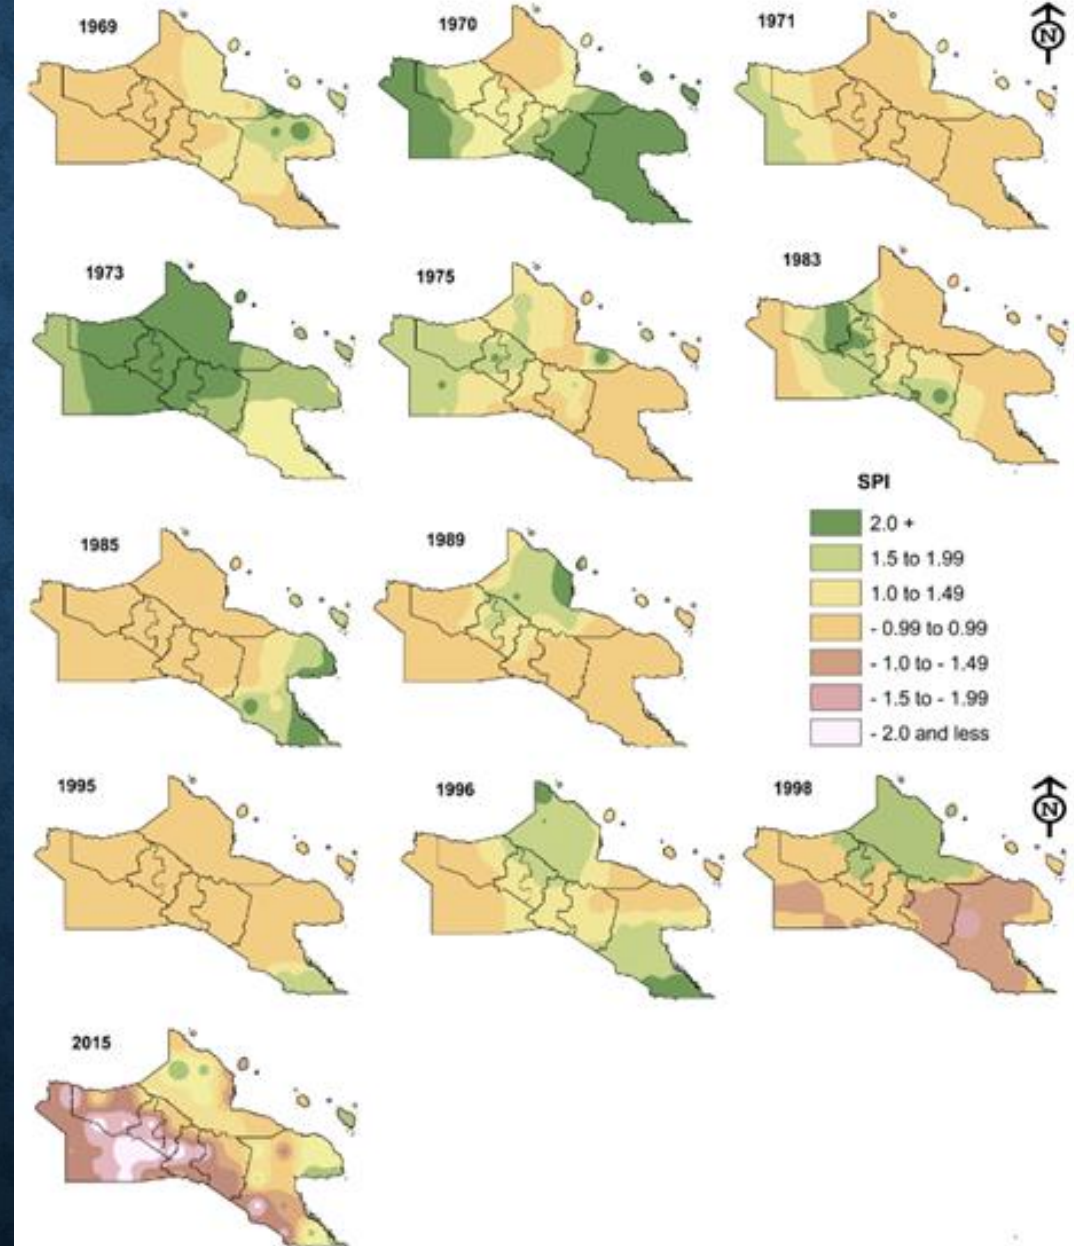 1969
1970
1971
N
1973
1975
1983
SPI
2.0 +
1.5 to 1.99
1.0 to 1.49
- 0.99 to 0.99
- 1.0 to - 1.49
- 1.5 to - 1.99
- 2.0 and less
1985
1989
1995
1996
1998
N
2015